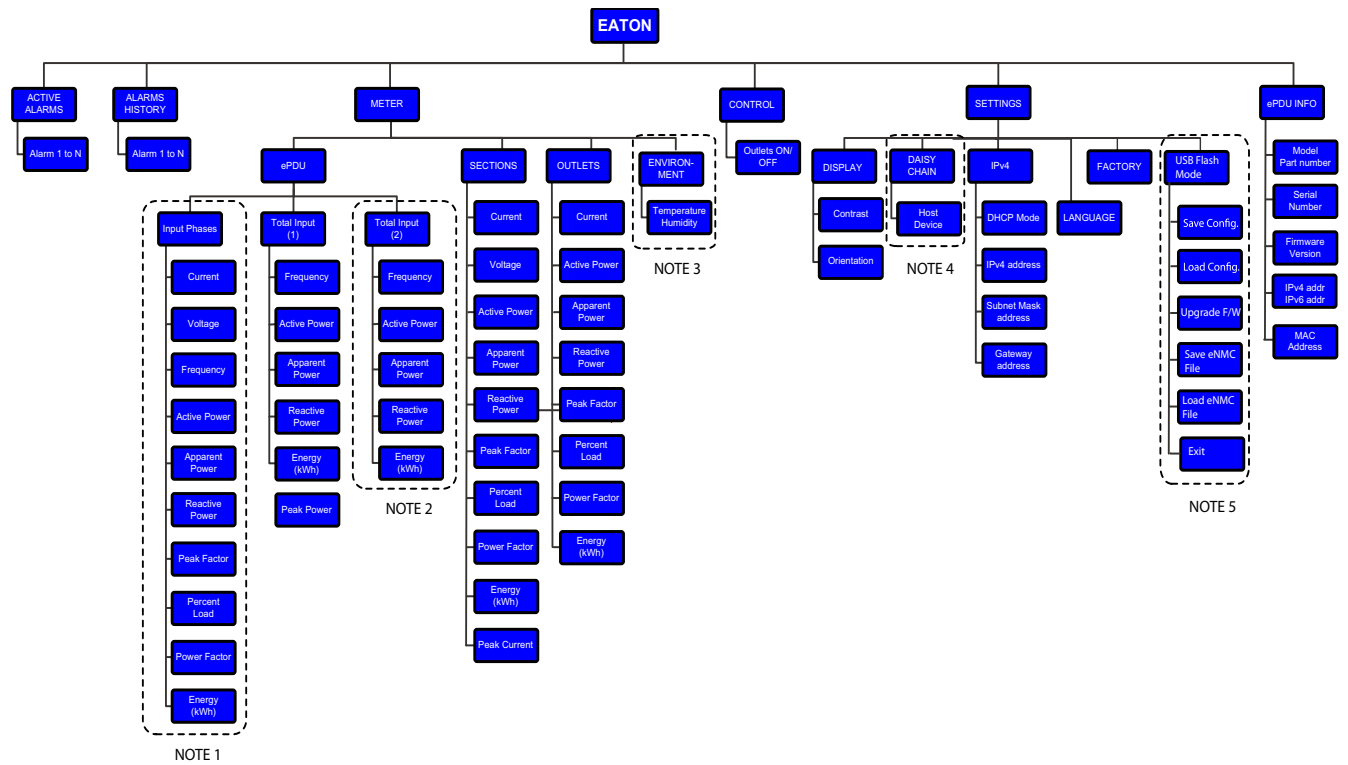 EATON
ACTIVE
ALARMS
Alarm 1 to N
ALARMS
HISTORY
Alarm 1 to N
METER
ePDU
Input Phases
Current
Voltage
Frequency
Active Power
Apparent
Power
Reactive
Power
Peak Factor
Percent
Load
Power Factor
Energy
(kWh)
NOTE 1
Total Input
(1)
Frequency
Active Power
Apparent
Power
Reactive
Power
Energy
(kWh)
Peak Power
Total Input
(2)
Frequency
Active Power
Apparent
Power
Reactive
Power
Energy
(kWh)
NOTE 2
SECTIONS
Current
Voltage
Active Power
Apparent
Power
Reactive
Power
Peak Factor
Percent
Load
Power Factor
Energy
(kWh)
Peak Current
OUTLETS
Current
Active Power
Apparent
Power
Reactive
Power
Peak Factor
Percent
Load
Power Factor
Energy
(kWh)
ENVIRON-
MENT
Temperature
Humidity
NOTE 3
CONTROL
Outlets ON/
OFF
SETTINGS
DISPLAY
Contrast
Orientation
DAISY
CHAIN
Host
Device
NOTE 4
IPv4
DHCP Mode
IPv4 address
Subnet Mask
address
Gateway
address
LANGUAGE
FACTORY
USB Flash
Mode
Save Config.
Load Config.
Upgrade F/W
Save eNMC
File
Load eNMC
File
Exit
NOTE 5
ePDU INFO
Model
Part number
Serial
Number
Firmware
Version
IPv4 addr
IPv6 addr
MAC
Address